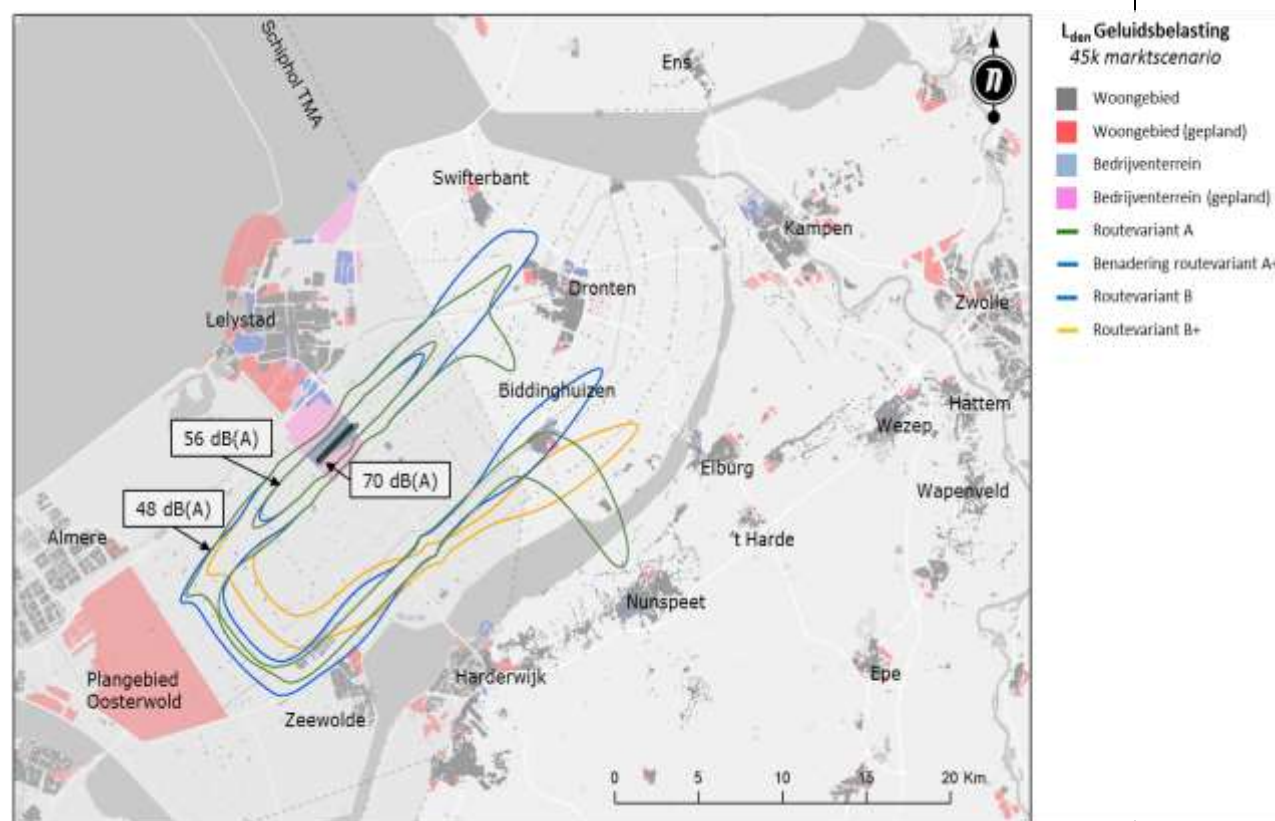 Schiphol TMA
Ens
Swifterbant
Kampen
Dronten
Zwolle
Lelystad
Biddinghuizen
Hattem
Wezep
56 dB(A)
Elburg
70 dB(A)
Wapenveld
48 dB(A)
Almere
't Harde
Nunspeet
Plangebied
Oosterwold
Harderwijk
Epe
Zeewolde
0 5 10 15 20 Km
n
Lden Geluidsbelasting
45k marktscenario
Woongebied
Woongebied (gepland)
Bedrijventerrein
Bedrijventerrein (gepland)
Routevariant A
Benadering routevariant A+
Routevariant B
Routevariant B+